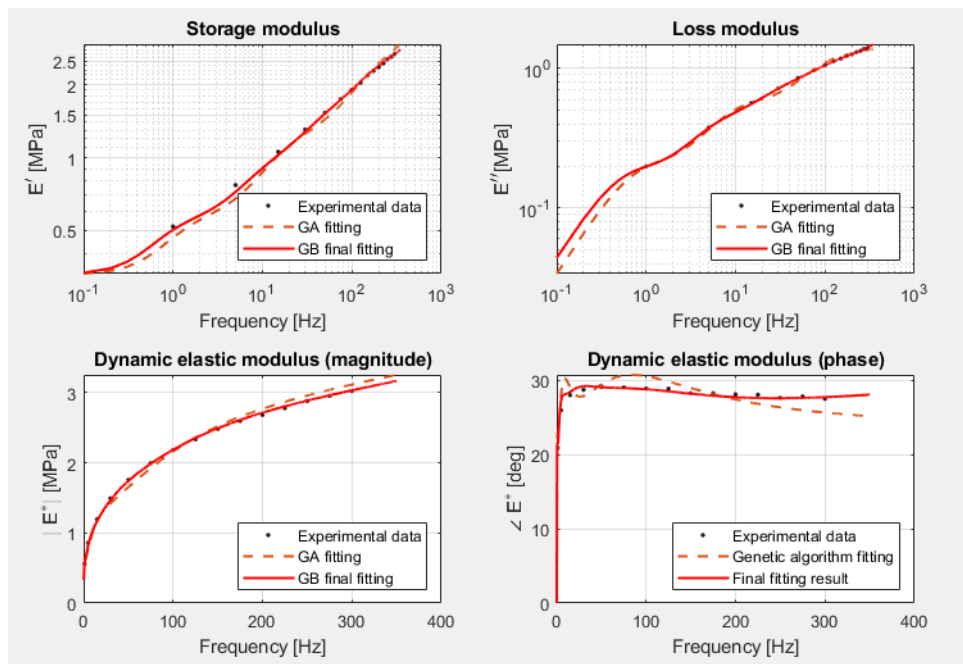 Storage modulus
E′ [MPa]
2.5
2
1.5
1
0.5
10^-1
10^0
10^1
10^2
10^3
Frequency [Hz]
Experimental data
GA fitting
GB final fitting
Loss modulus
E′′[MPa]
10^0
10^-1
10^-1
10^0
10^1
10^2
10^3
Frequency [Hz]
Experimental data
GA fitting
GB final fitting
Dynamic elastic modulus (magnitude)
| E^*| [MPa]
3
2
1
0
0
100
200
300
400
Frequency [Hz]
Experimental data
GA fitting
GB final fitting
Dynamic elastic modulus (phase)
∠ E^* [deg]
30
20
10
0
0
100
200
300
400
Frequency [Hz]
Experimental data
Genetic algorithm fitting
Final fitting result